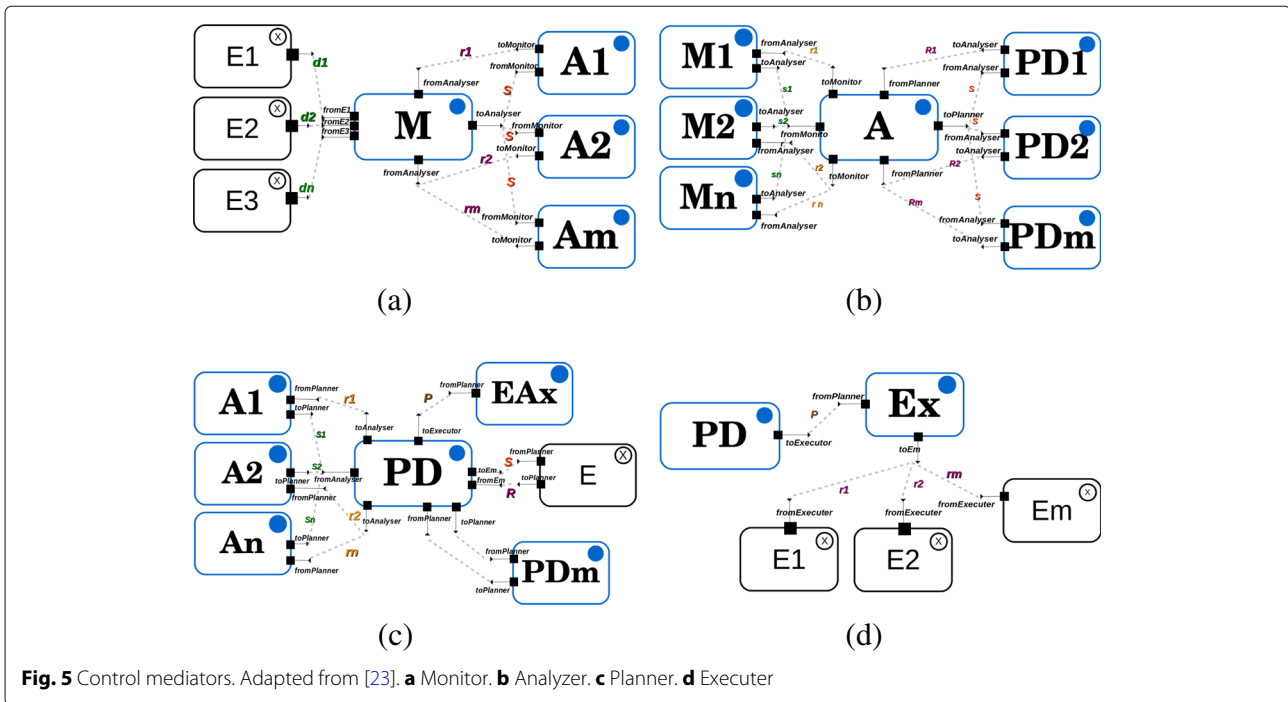 E1
X
d1
E2
X
d2
E3
X
dn
fromE1
fromE2
fromE3
M
fromAnalyser
toAnalyser
fromAnalyser
r1
r2
rm
S
S
S
toMonitor
fromMonitor
A1
fromMonitor
toMonitor
A2
fromMonitor
toMonitor
Am
(a)
M1
fromAnalyser
toAnalyser
r1
s1
M2
toAnalyser
fromAnalyser
s2
r2
Mn
toAnalyser
fromAnalyser
sn
r n
toMonitor
fromPlanner
fromMonito
A
toPlanner
toMonitor
fromPlanner
R1
R2
Rm
S
S
S
toAnalyser
fromAnalyser
PD1
fromAnalyser
toAnalyser
PD2
fromAnalyser
toAnalyser
PDm
(b)
A1
fromPlanner
toPlanner
r1
S1
A2
toPlanner
fromPlanner
S2
r2
An
toPlanner
fromPlanner
Sn
rn
toAnalyser
toExecutor
fromAnalyser
PD
toEm
fromEm
toAnalyser
fromPlanner
toPlanner
P
fromPlanner
EAx
S
R
fromPlanner
toPlanner
E
X
fromPlanner
toPlanner
PDm
(c)
PD
toExecutor
P
fromPlanner
Ex
toEm
r1
r2
rm
fromExecuter
E1
X
fromExecuter
E2
X
fromExecuter
Em
X
(d)
Fig. 5 Control mediators. Adapted from [23]. a Monitor. b Analyzer. c Planner. d Executer